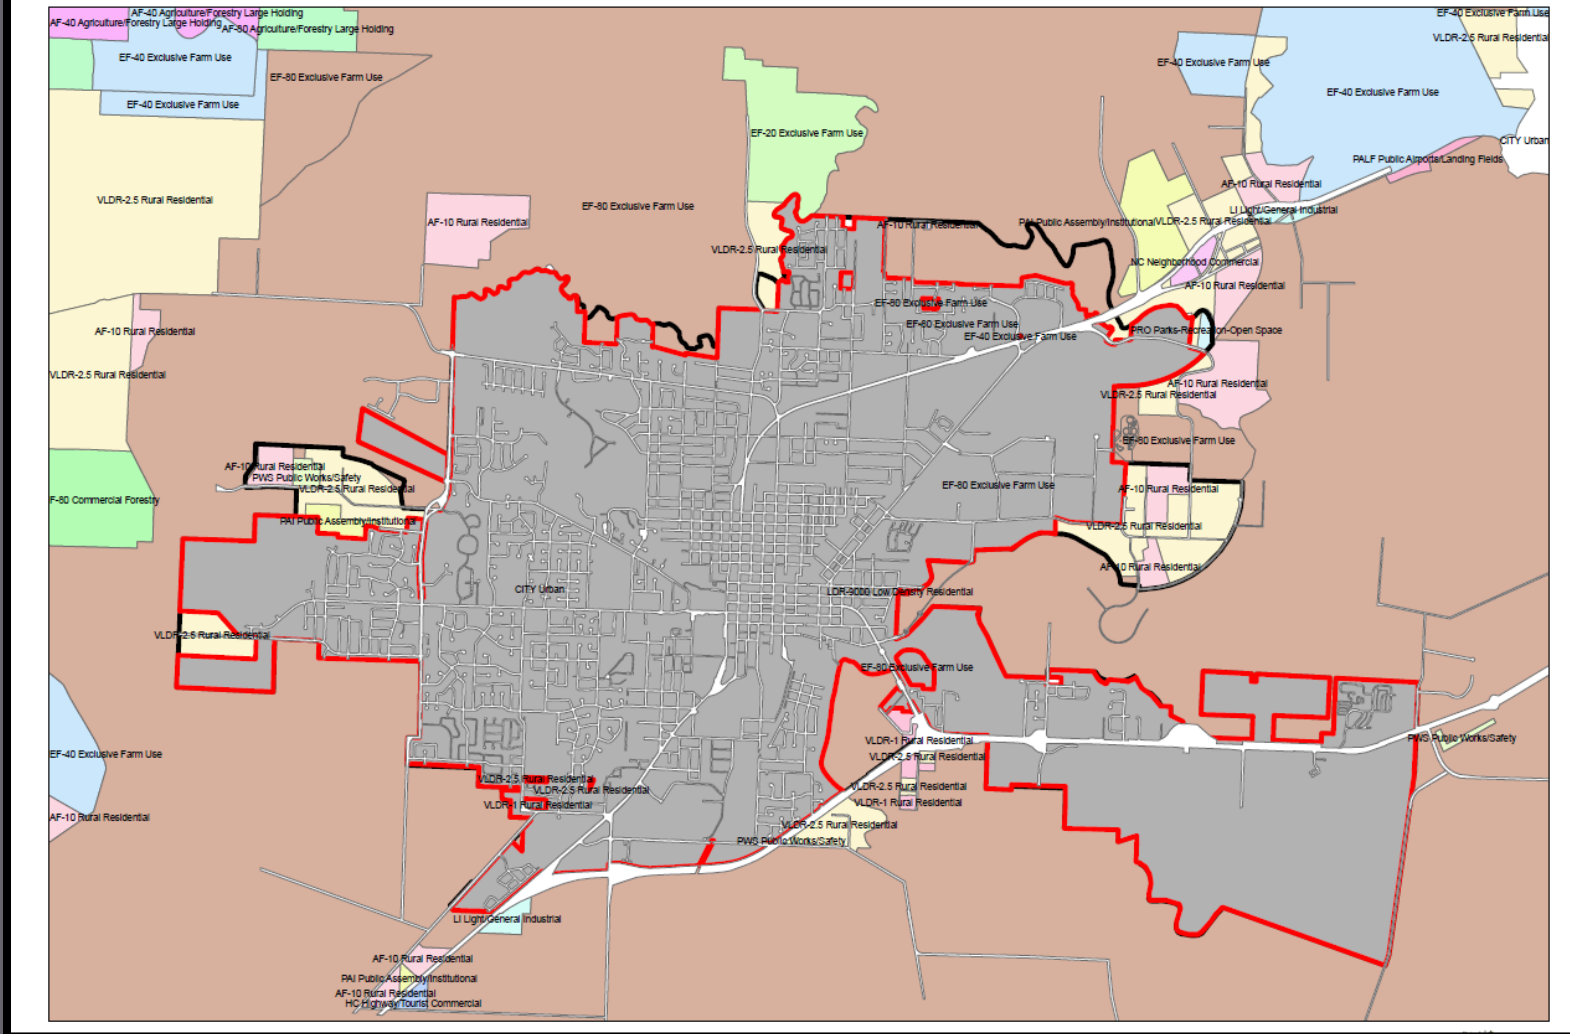 AF-40 Agriculture/Forestry Large Holding
EF-40 Exclusive Farm Use
AF-40 Agriculture/Forestry Large Holding
AF-80 Agriculture/Forestry Large Holding
VLDR-2.5 Rural Residential
EF-40 Exclusive Farm Use
EF-40 Exclusive Farm Use
EF-80 Exclusive Farm Use
EF-40 Exclusive Farm Use
EF-40 Exclusive Farm Use
EF-20 Exclusive Farm Use
CITY Urban
PALF Public Airports/Landing Fields
AF-10 Rural Residential
VLDR-2.5 Rural Residential
EF-80 Exclusive Farm Use
LI Light/General Industrial
AF-10 Rural Residential
AF-10 Rural Residential
PAI Public Assembly/Institutional
VLDR-2.5 Rural Residential
VLDR-2.5 Rural Residential
NC Neighborhood Commercial
AF-10 Rural Residential
EF-80 Exclusive Farm Use
EF-80 Exclusive Farm Use
AF-10 Rural Residential
PRO Parks-Recreation-Open Space
EF-40 Exclusive Farm Use
VLDR-2.5 Rural Residential
AF-10 Rural Residential
VLDR-2.5 Rural Residential
EF-80 Exclusive Farm Use
AF-10 Rural Residential
PWS Public Works/Safety
EF-80 Exclusive Farm Use
VLDR-2.5 Rural Residential
AF-10 Rural Residential
F-80 Commercial Forestry
PAI Public Assembly/Institutional
VLDR-2.5 Rural Residential
AF-10 Rural Residential
CITY Urban
LDR-9000 Low Density Residential
VLDR-2.5 Rural Residential
EF-80 Exclusive Farm Use
PWS Public Works/Safety
VLDR-1 Rural Residential
EF-40 Exclusive Farm Use
VLDR-2.5 Rural Residential
VLDR-2.5 Rural Residential
VLDR-2.5 Rural Residential
VLDR-2.5 Rural Residential
VLDR-1 Rural Residential
VLDR-1 Rural Residential
AF-10 Rural Residential
VLDR-2.5 Rural Residential
PWS Public Works/Safety
LI Light/General Industrial
AF-10 Rural Residential
PAI Public Assembly/Institutional
AF-10 Rural Residential
HC Highway/Tourist Commercial